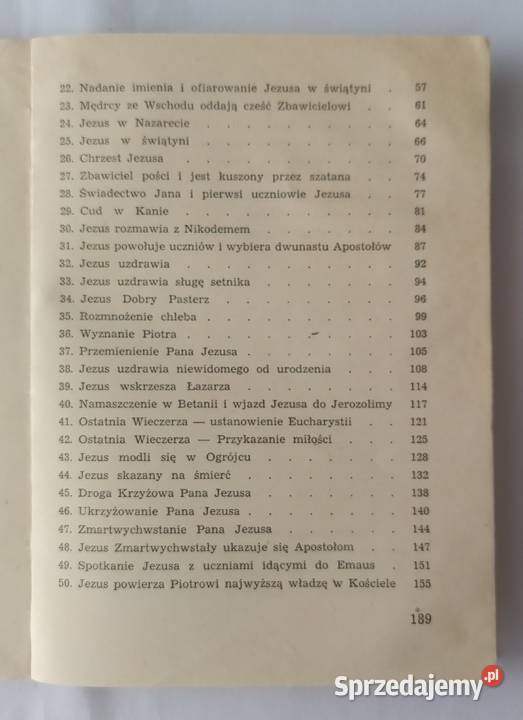 22. Nadanie imienia i ofiarowanie Jezusa w świątyni . 57
23. Mędrcy ze Wschodu oddają cześć Zbawicielowi . . 61
24. Jezus w Nazarecie . . . . . . . . . 64
25. Jezus w świątyni . . . . . . . . . 66
26. Chrzest Jezusa . . . . . . . . . . 70
27. Zbawiciel pości i jest kuszony przez szatana . . 74
28. Świadectwo Jana i pierwsi uczniowie Jezusa . . 77
29. Cud w Kanie . . . . . . . . . . . 81
30. Jezus rozmawia z Nikodemem . . . . . . 84
31. Jezus powołuje uczniów i wybiera dwunastu Apostołów 87
32. Jezus uzdrawia . . . . . . . . . . 92
33. Jezus uzdrawia sługę setnika . . . . . . 94
34. Jezus Dobry Pasterz . . . . . . . . 96
35. Rozmnożenie chleba . . . . . . . . 99
36. Wyznanie Piotra . . . . . . . . . 103
37. Przemienienie Pana Jezusa . . . . . . . 105
38. Jezus uzdrawia niewidomego od urodzenia . . . 108
39. Jezus wskrzesza Łazarza . . . . . . . 114
40. Namaszczenie w Betanii i wjazd Jezusa do Jerozolimy 117
41. Ostatnia Wieczerza — ustanowienie Eucharystii . . 121
42. Ostatnia Wieczerza — Przykazanie miłości . . . 125
43. Jezus modli się w Ogrójcu . . . . . . . 128
44. Jezus skazany na śmierć . . . . . . . 132
45. Droga Krzyżowa Pana Jezusa . . . . . . 138
46. Ukrzyżowanie Pana Jezusa . . . . . . . 140
47. Zmartwychwstanie Pana Jezusa . . . . . . 144
48. Jezus Zmartwychwstały ukazuje się Apostołom . . 147
49. Spotkanie Jezusa z uczniami idącymi do Emaus . 151
50. Jezus powierza Piotrowi najwyższą władzę w Kościele 155
189
Sprzedajemy.pl